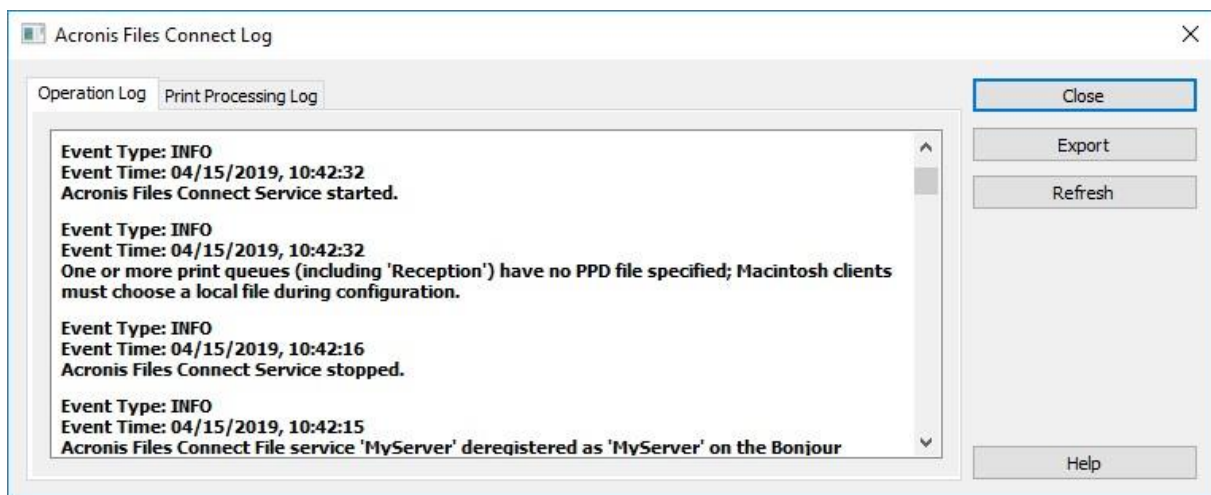 Acronis Files Connect Log
Operation Log
Print Processing Log
Event Type: INFO
Event Time: 04/15/2019, 10:42:32
Acronis Files Connect Service started.
Event Type: INFO
Event Time: 04/15/2019, 10:42:32
One or more print queues (including 'Reception') have no PPD file specified; Macintosh clients
must choose a local file during configuration.
Event Type: INFO
Event Time: 04/15/2019, 10:42:16
Acronis Files Connect Service stopped.
Event Type: INFO
Event Time: 04/15/2019, 10:42:15
Acronis Files Connect File service 'MyServer' deregistered as 'MyServer' on the Bonjour
Close
Export
Refresh
Help